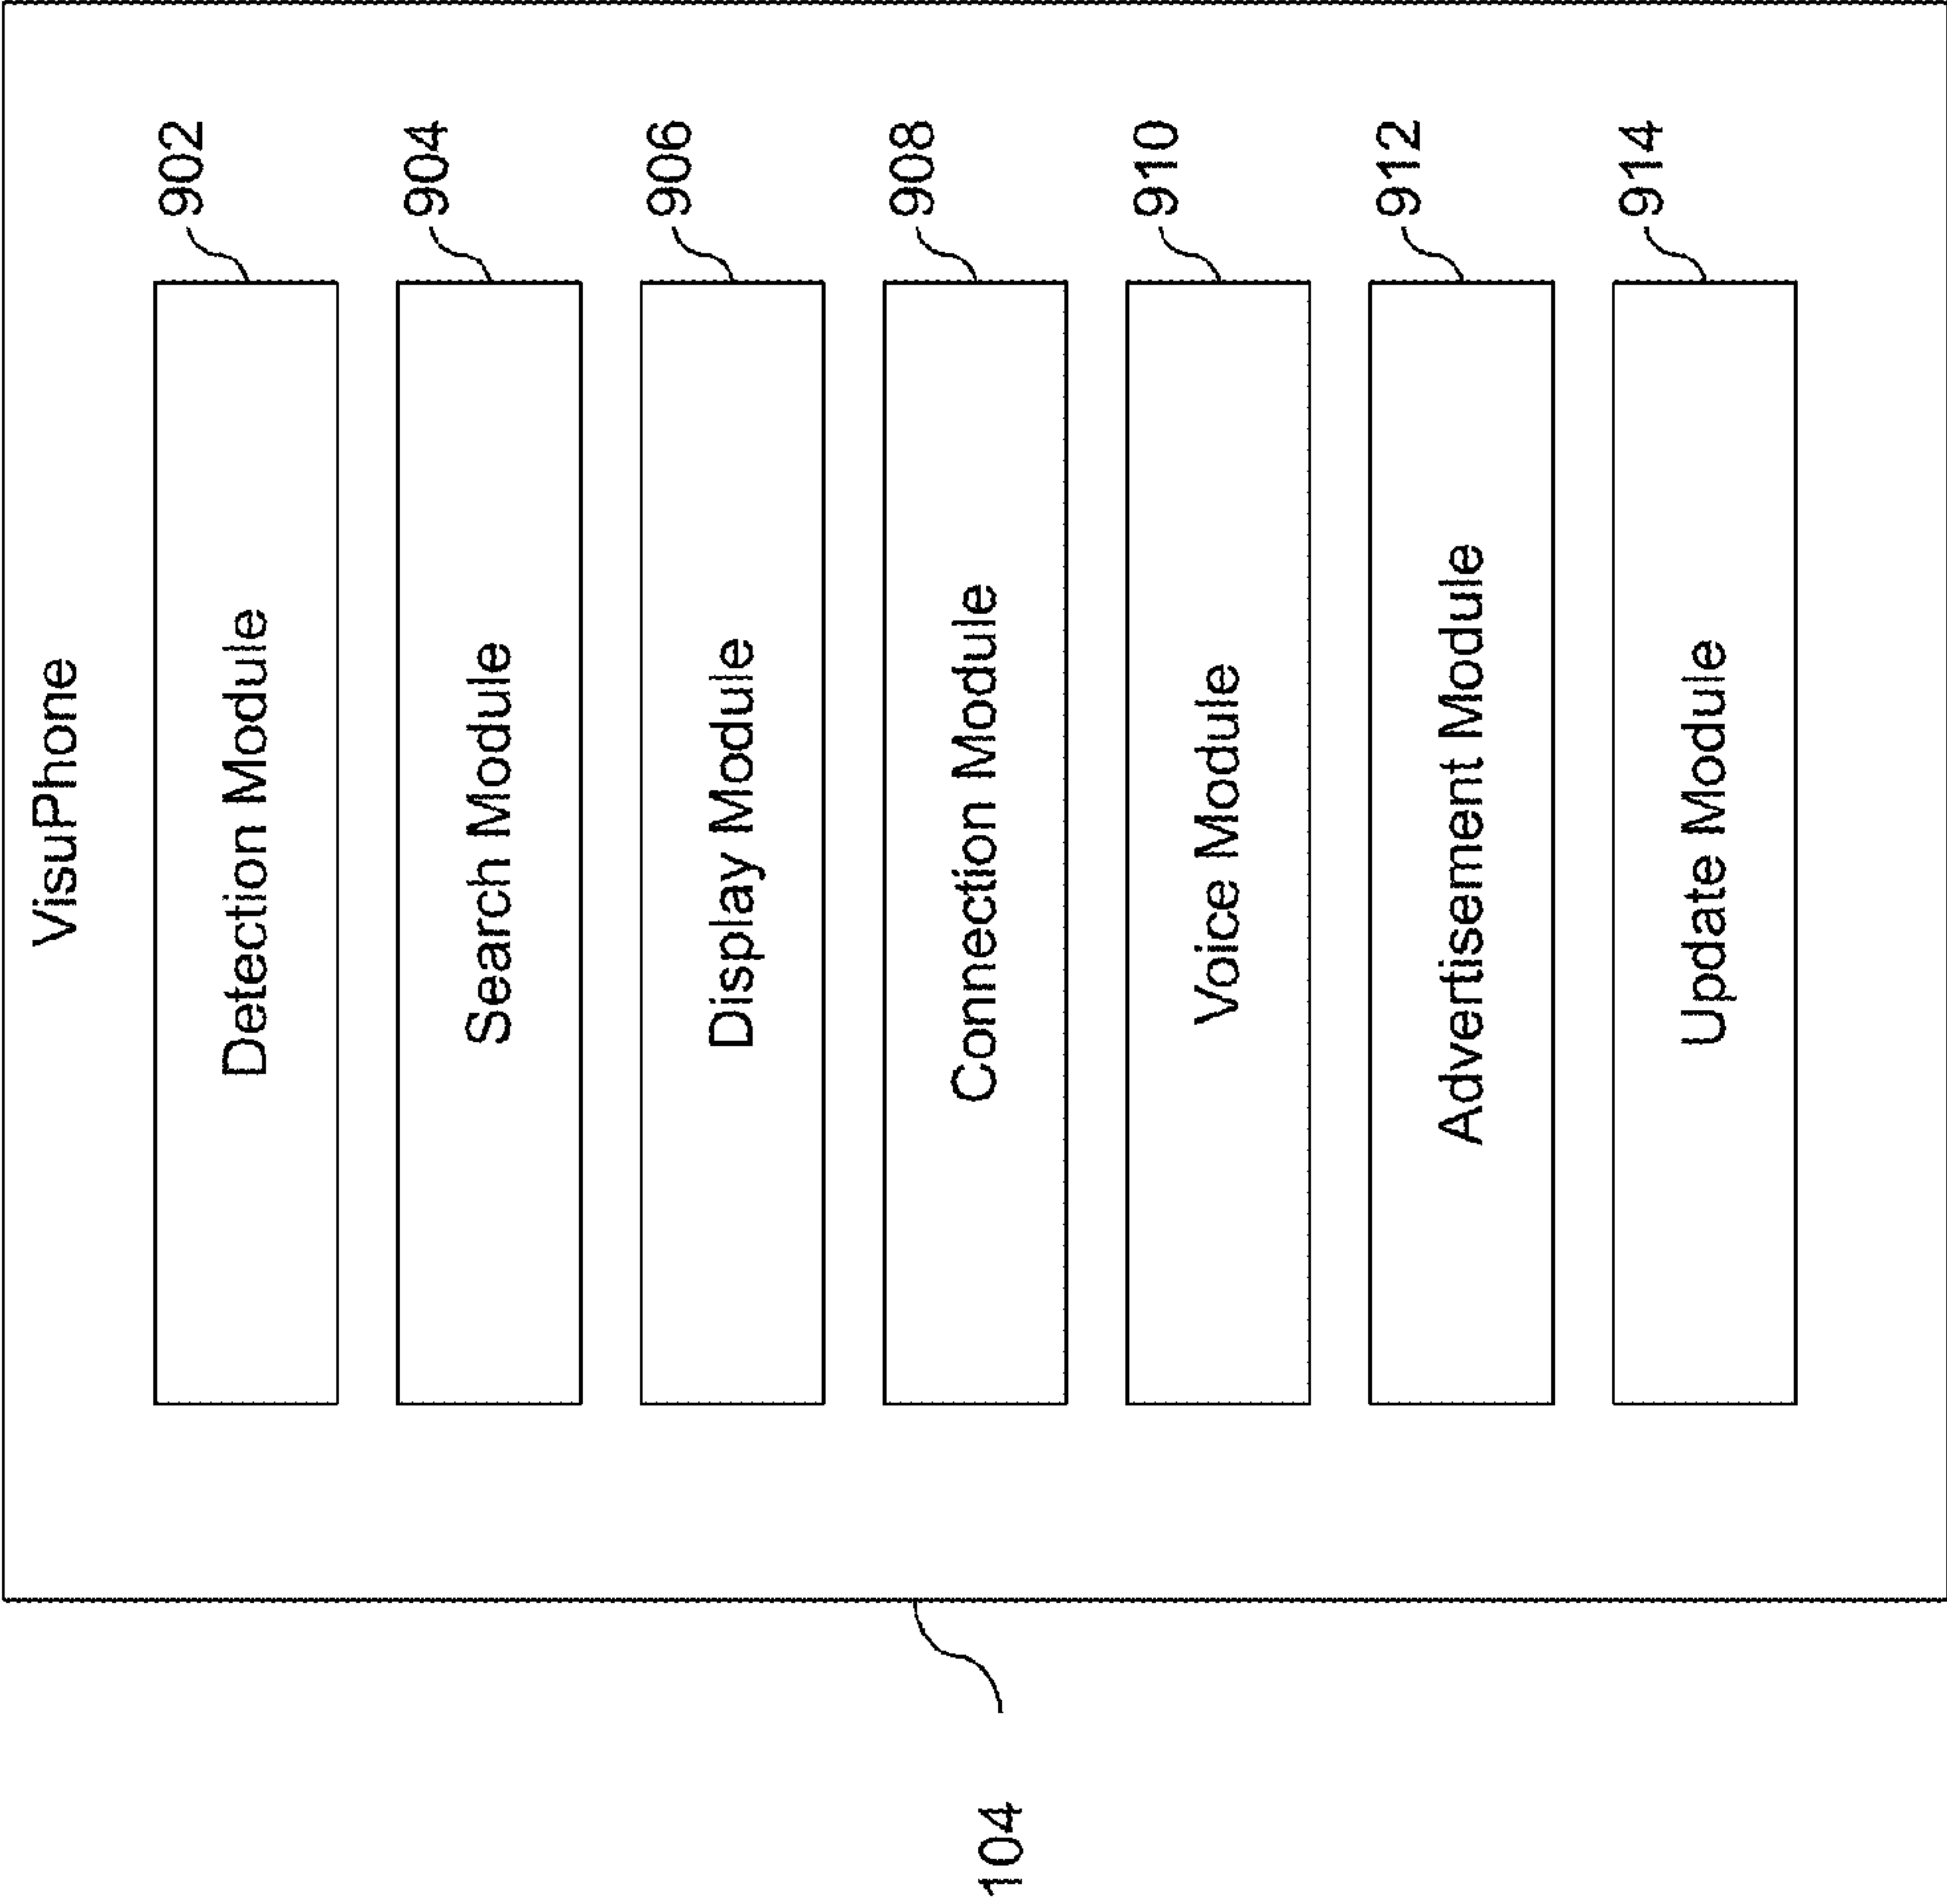 VisuPhone
Detection Module
902
Search Module
904
Display Module
906
Connection Module
908
Voice Module
910
Advertisement Module
912
Update Module
914
104